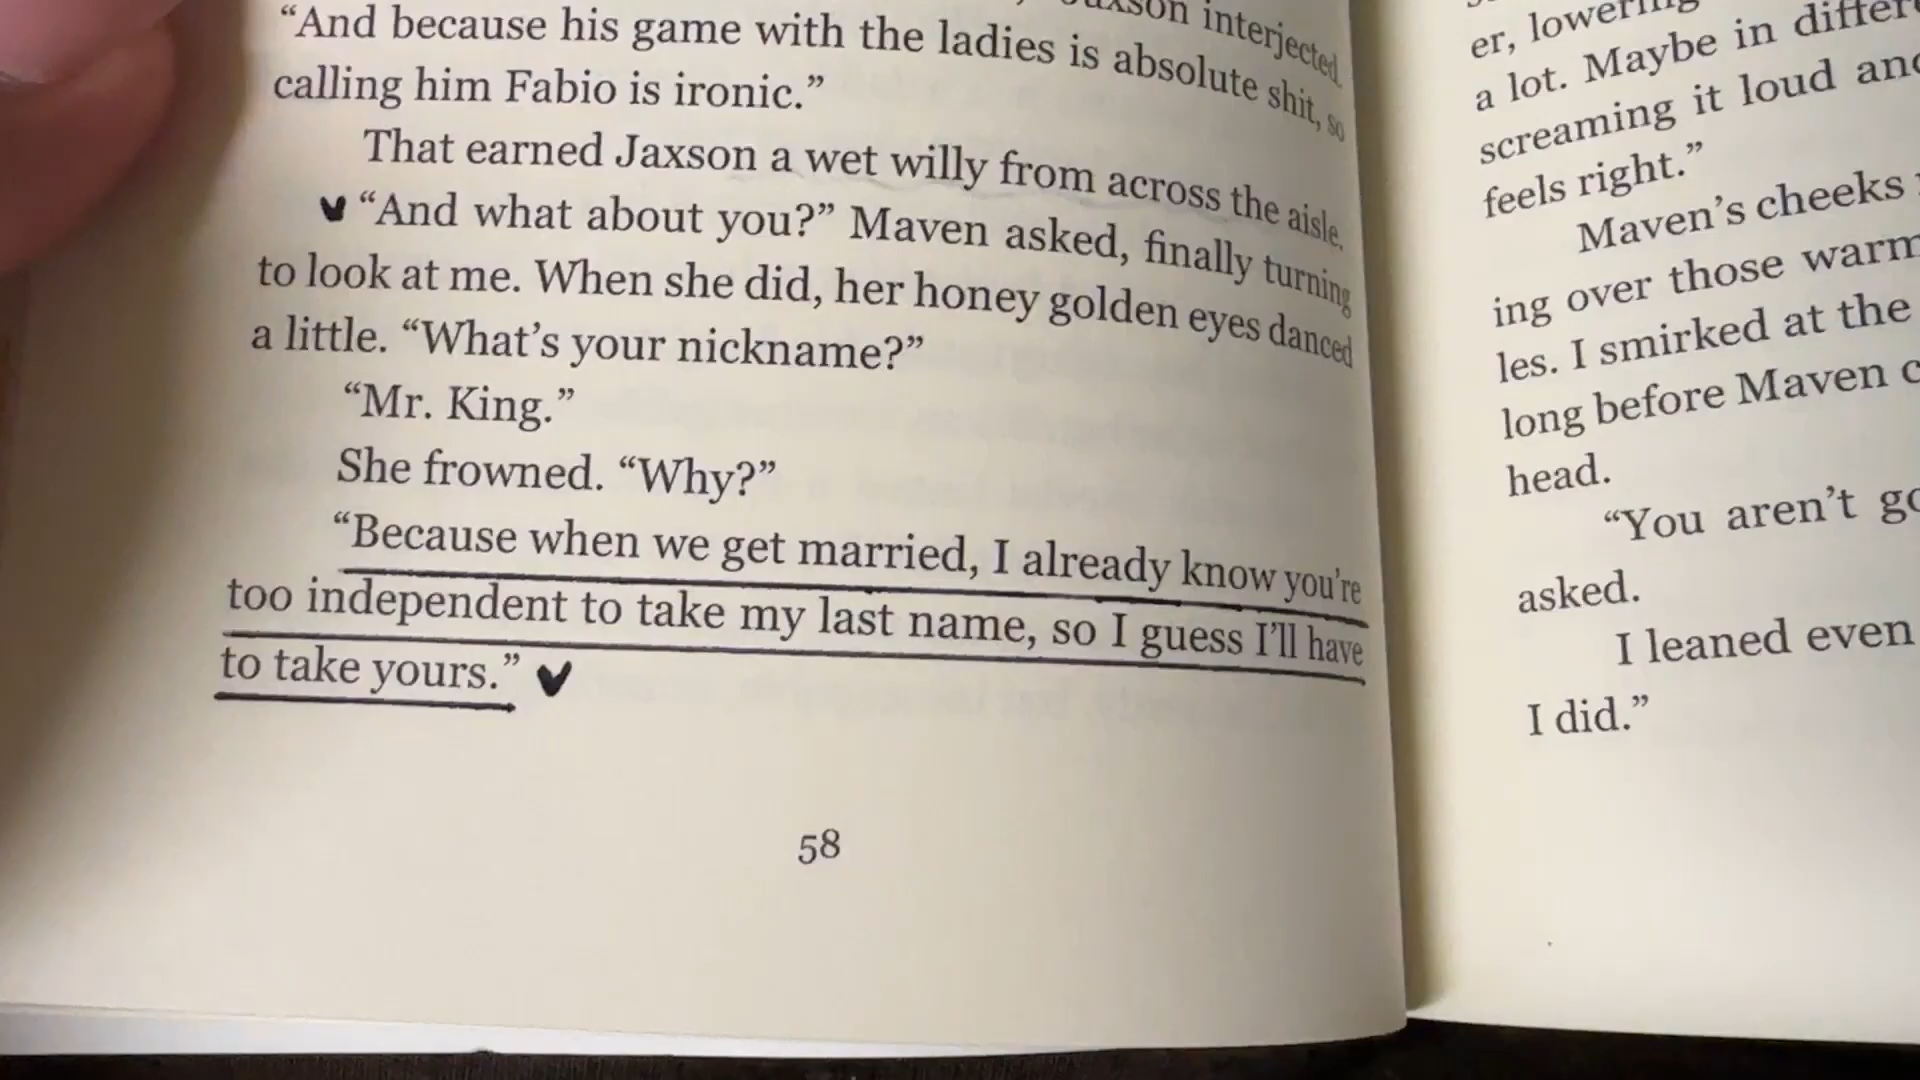 interjected.
“And because his game with the ladies is absolute shit, so
calling him Fabio is ironic.”
That earned Jaxson a wet willy from across the aisle.
“And what about you?” Maven asked, finally turning
to look at me. When she did, her honey golden eyes danced
a little. “What’s your nickname?”
“Mr. King.”
She frowned. “Why?”
“Because when we get married, I already know you’re
too independent to take my last name, so I guess I’ll have
to take yours.”
58
er, lowering
a lot. Maybe in
screaming it loud
feels right.”
Maven’s cheeks
ing over those
les. I smirked at the
long before Maven
head.
“You aren’t
asked.
I leaned even
I did.”